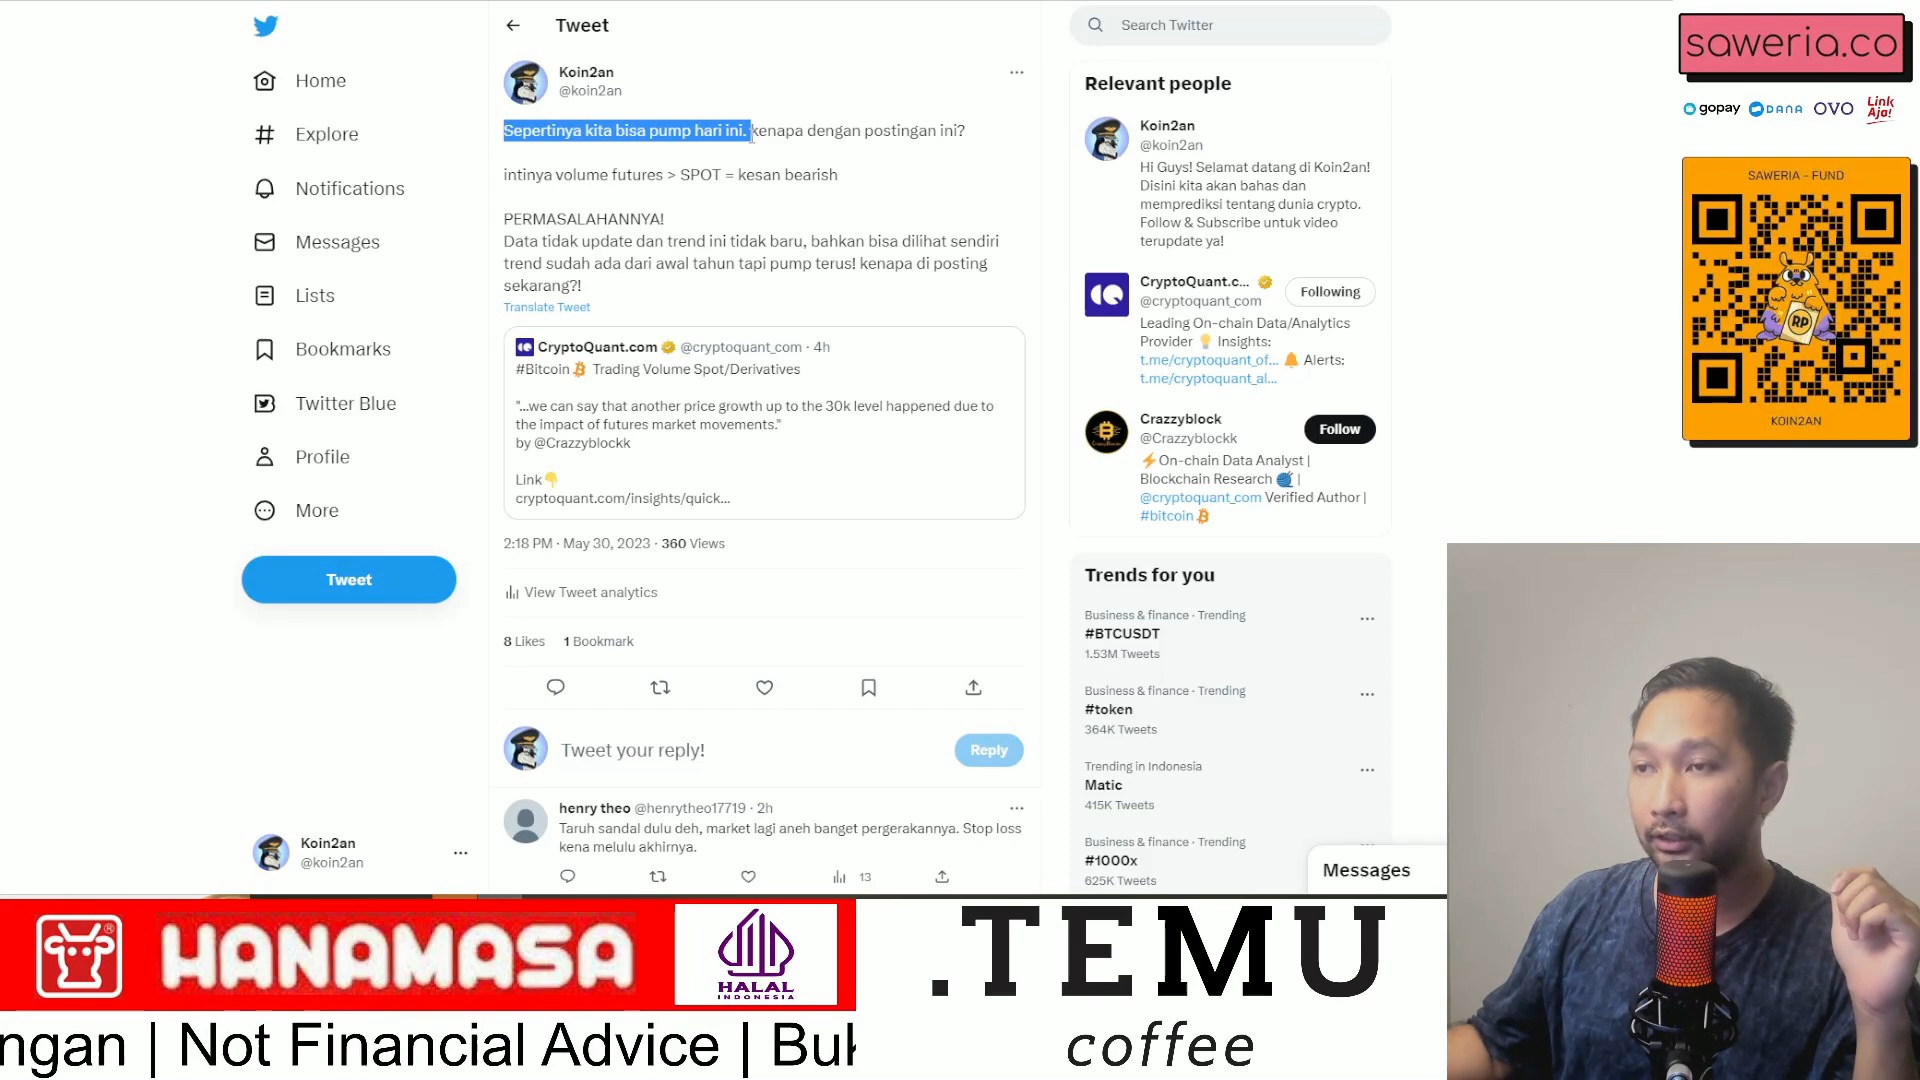 Home
Explore
Notifications
Messages
Lists
Bookmarks
Twitter Blue
Profile
More
Tweet
Koin2an
@koin2an
Tweet
Koin2an
@koin2an
Sepertinya kita bisa pump hari ini. kenapa dengan postingan ini?
intinya volume futures > SPOT = kesan bearish
PERMASALAHANNYA!
Data tidak update dan trend ini tidak baru, bahkan bisa dilihat sendiri
trend sudah ada dari awal tahun tapi pump terus! kenapa di posting
sekarang?!
Translate Tweet
CryptoQuant.com @cryptoquant_com · 4h
#Bitcoin Trading Volume Spot/Derivatives
"...we can say that another price growth up to the 30k level happened due to
the impact of futures market movements."
by @Crazzyblockk
Link
cryptoquant.com/insights/quick...
2:18 PM · May 30, 2023 · 360 Views
View Tweet analytics
8 Likes 1 Bookmark
Tweet your reply!
Reply
henry theo @henrytheo17719 · 2h
Taruh sandal dulu deh, market lagi aneh banget pergerakannya. Stop loss
kena melulu akhirnya.
13
Search Twitter
Relevant people
Koin2an
@koin2an
Hi Guys! Selamat datang di Koin2an!
Disini kita akan bahas dan
memprediksi tentang dunia crypto.
Follow & Subscribe untuk video
terupdate ya!
CryptoQuant.c...
@cryptoquant_com
Following
Leading On-chain Data/Analytics
Provider Insights:
t.me/cryptoquant_of... Alerts:
t.me/cryptoquant_al...
Crazzyblock
@Crazzyblockk
Follow
On-chain Data Analyst |
Blockchain Research |
@cryptoquant_com Verified Author |
#bitcoin
Trends for you
Business & finance · Trending
#BTCUSDT
1.53M Tweets
Business & finance · Trending
#token
364K Tweets
Trending in Indonesia
Matic
415K Tweets
Business & finance · Trending
#1000x
625K Tweets
Messages
saweria.co
gopay DANA OVO Link Aja!
SAWERIA - FUND
RP
KOIN2AN
HANAMASA
HALAL
INDONESIA
.TEMU
coffee
ngan | Not Financial Advice | Buk